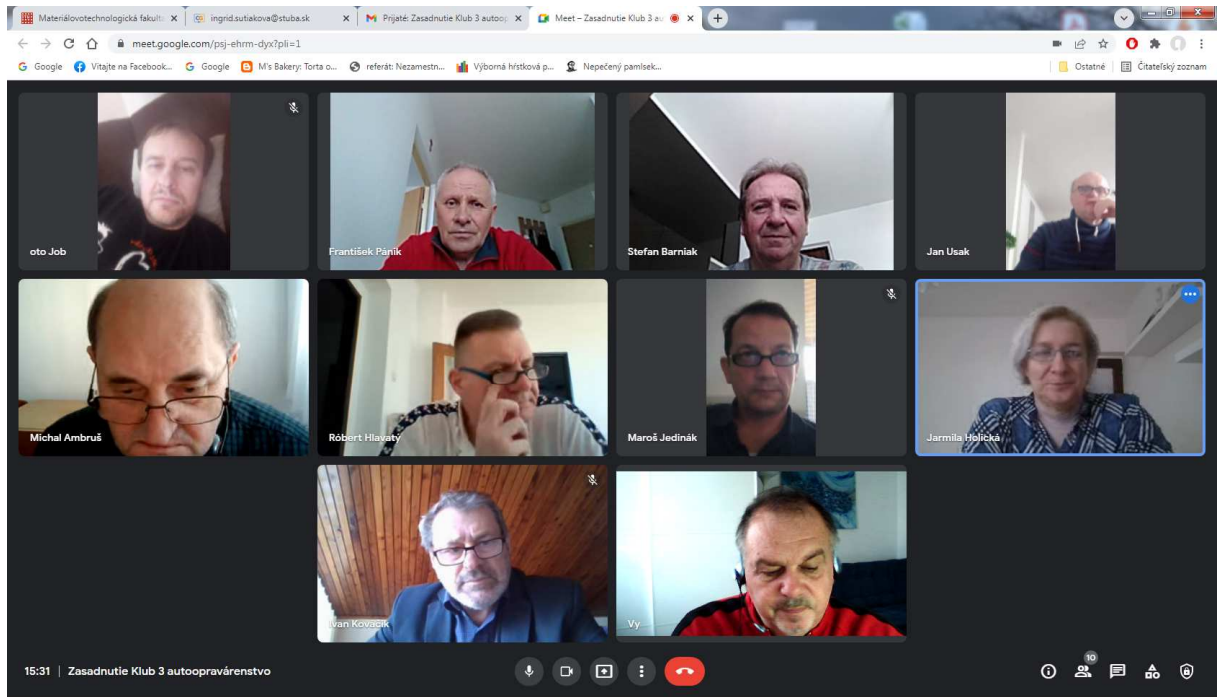 Materiálovotechnologická fakult
ingrid.sutiakova@stuba.sk
Prijaté: Zasadnutie Klub 3 autoop
Meet – Zasadnutie Klub 3 au
meet.google.com/psj-ehrm-dyx?pli=1
Google
Vitajte na Facebook...
Google
M's Bakery: Torta o...
referát: Nezamestn...
Výborná hŕstková p...
Nepečený pamlsek...
Ostatné
Čitateľský zoznam
oto Job
František Páník
Stefan Barniak
Jan Usak
Michal Ambruš
Róbert Hlavatý
Maroš Jedinák
Jarmila Holická
Ivan Kovacik
Vy
15:31 | Zasadnutie Klub 3 autoopravárenstvo
10